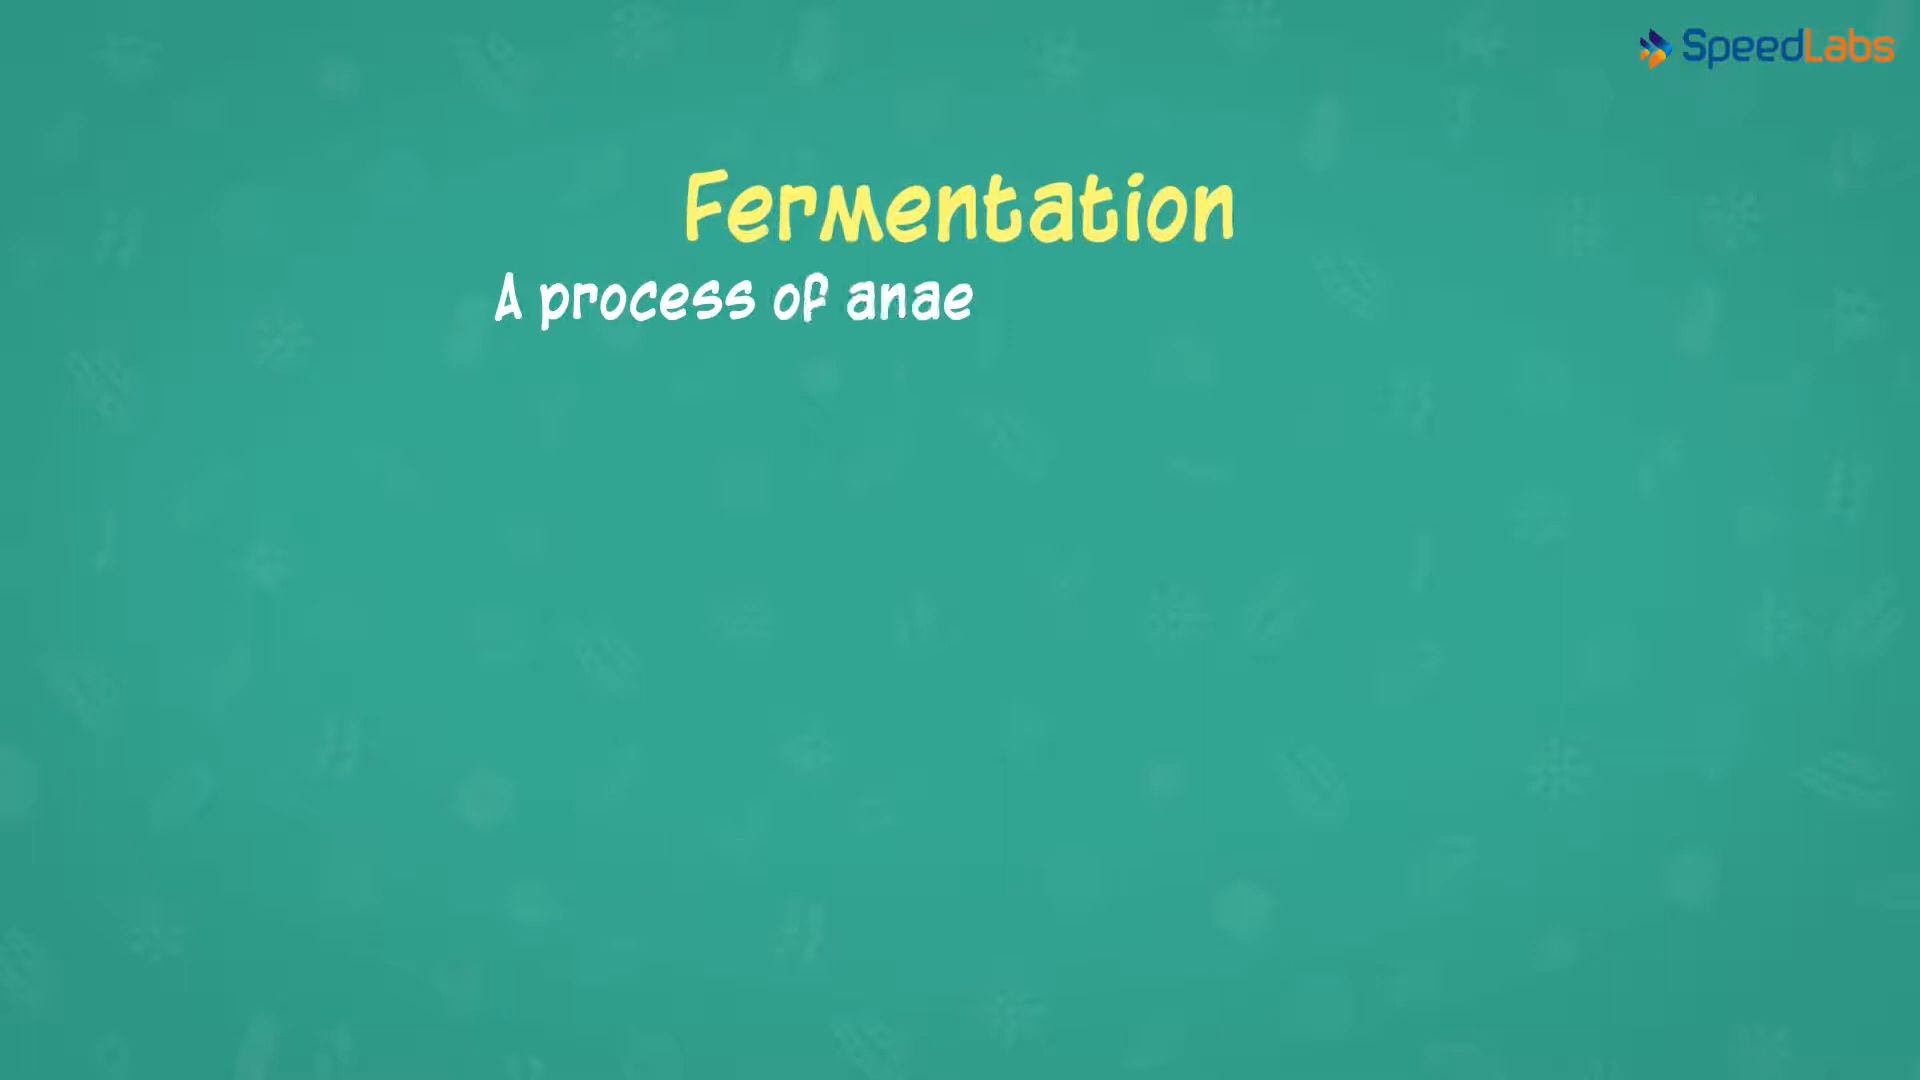 SpeedLabs
Fermentation
A process of anae